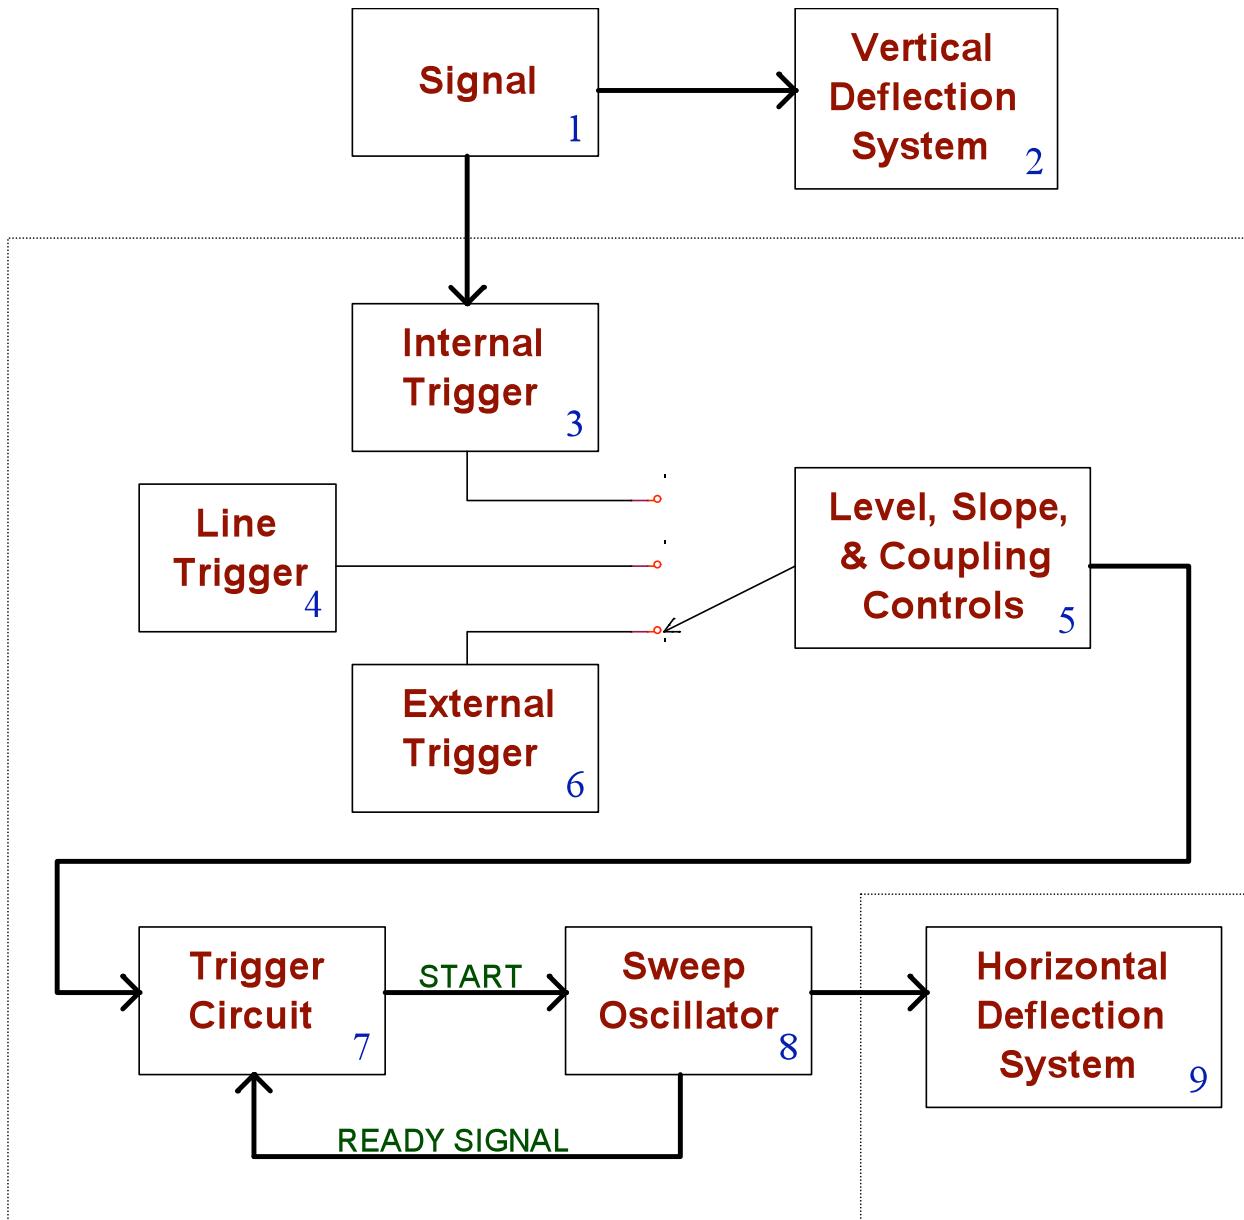 Signal
1
Vertical
Deflection
System
2
Internal
Trigger
3
Line
Trigger
4
Level, Slope,
& Coupling
Controls
5
External
Trigger
6
Trigger
Circuit
7
START
Sweep
Oscillator
8
Horizontal
Deflection
System
9
READY SIGNAL